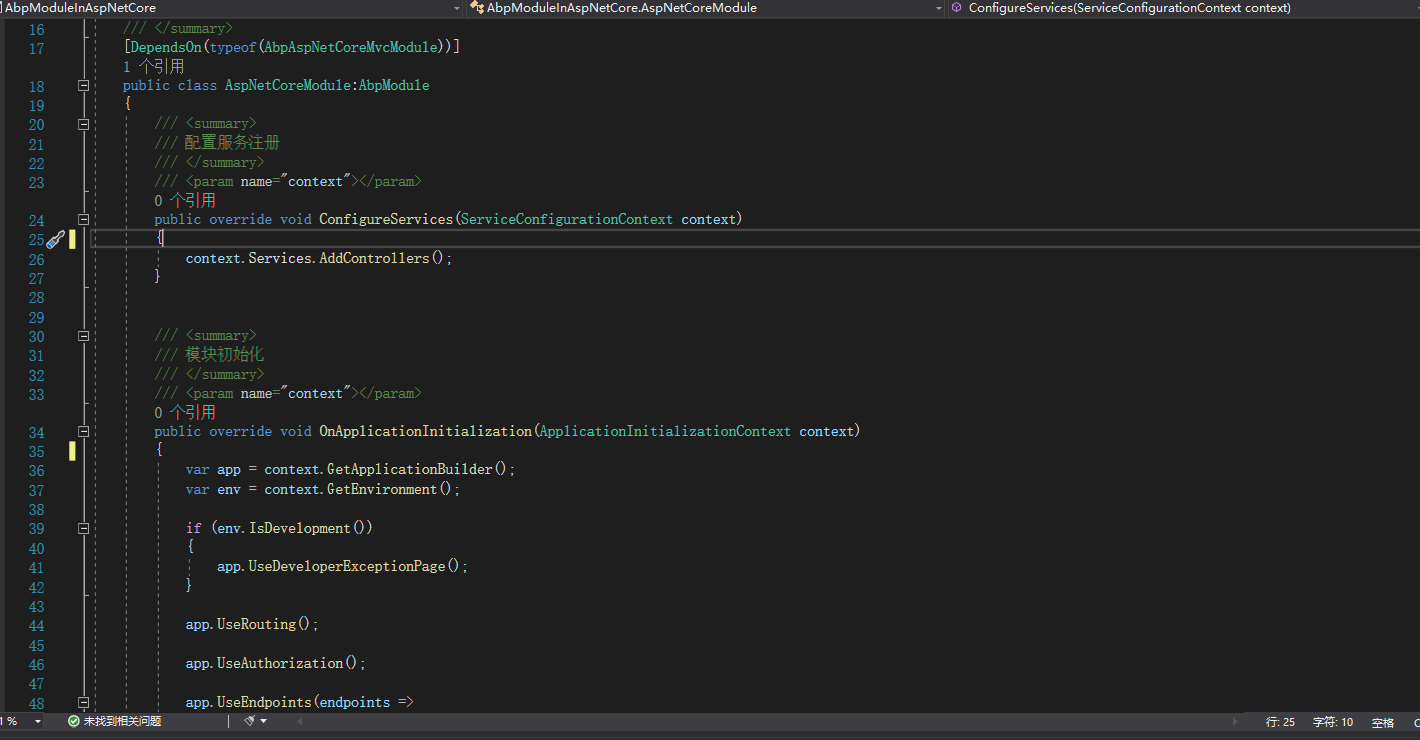 AbpModuleInAspNetCore AbpModuleInAspNetCore.AspNetCoreModule ConfigureServices(ServiceConfigurationContext context)
16 /// </summary>
17 [DependsOn(typeof(AbpAspNetCoreMvcModule))]
1 个引用
18 public class AspNetCoreModule:AbpModule
19 {
20 /// <summary>
21 /// 配置服务注册
22 /// </summary>
23 /// <param name="context"></param>
0 个引用
24 public override void ConfigureServices(ServiceConfigurationContext context)
25 {
26 context.Services.AddControllers();
27 }
28
29
30 /// <summary>
31 /// 模块初始化
32 /// </summary>
33 /// <param name="context"></param>
0 个引用
34 public override void OnApplicationInitialization(ApplicationInitializationContext context)
35 {
36 var app = context.GetApplicationBuilder();
37 var env = context.GetEnvironment();
38
39 if (env.IsDevelopment())
40 {
41 app.UseDeveloperExceptionPage();
42 }
43
44 app.UseRouting();
45
46 app.UseAuthorization();
47
48 app.UseEndpoints(endpoints =>
1 % 未找到相关问题 行: 25 字符: 10 空格